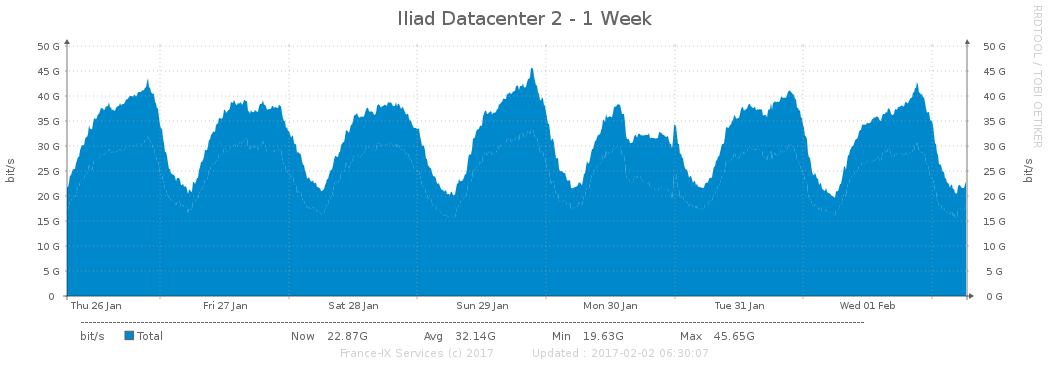 Iliad Datacenter 2 - 1 Week
RRDTOOL / TOBI OETIKER
bit/s
50 G 50 G
45 G 45 G
40 G 40 G
35 G 35 G
30 G 30 G
25 G 25 G
20 G 20 G
15 G 15 G
10 G 10 G
5 G 5 G
0 0 G
bit/s
Thu 26 Jan Fri 27 Jan Sat 28 Jan Sun 29 Jan Mon 30 Jan Tue 31 Jan Wed 01 Feb
bit/s Total Now 22.87G Avg 32.14G Min 19.63G Max 45.65G
France-IX Services (c) 2017 Updated : 2017-02-02 06:30:07